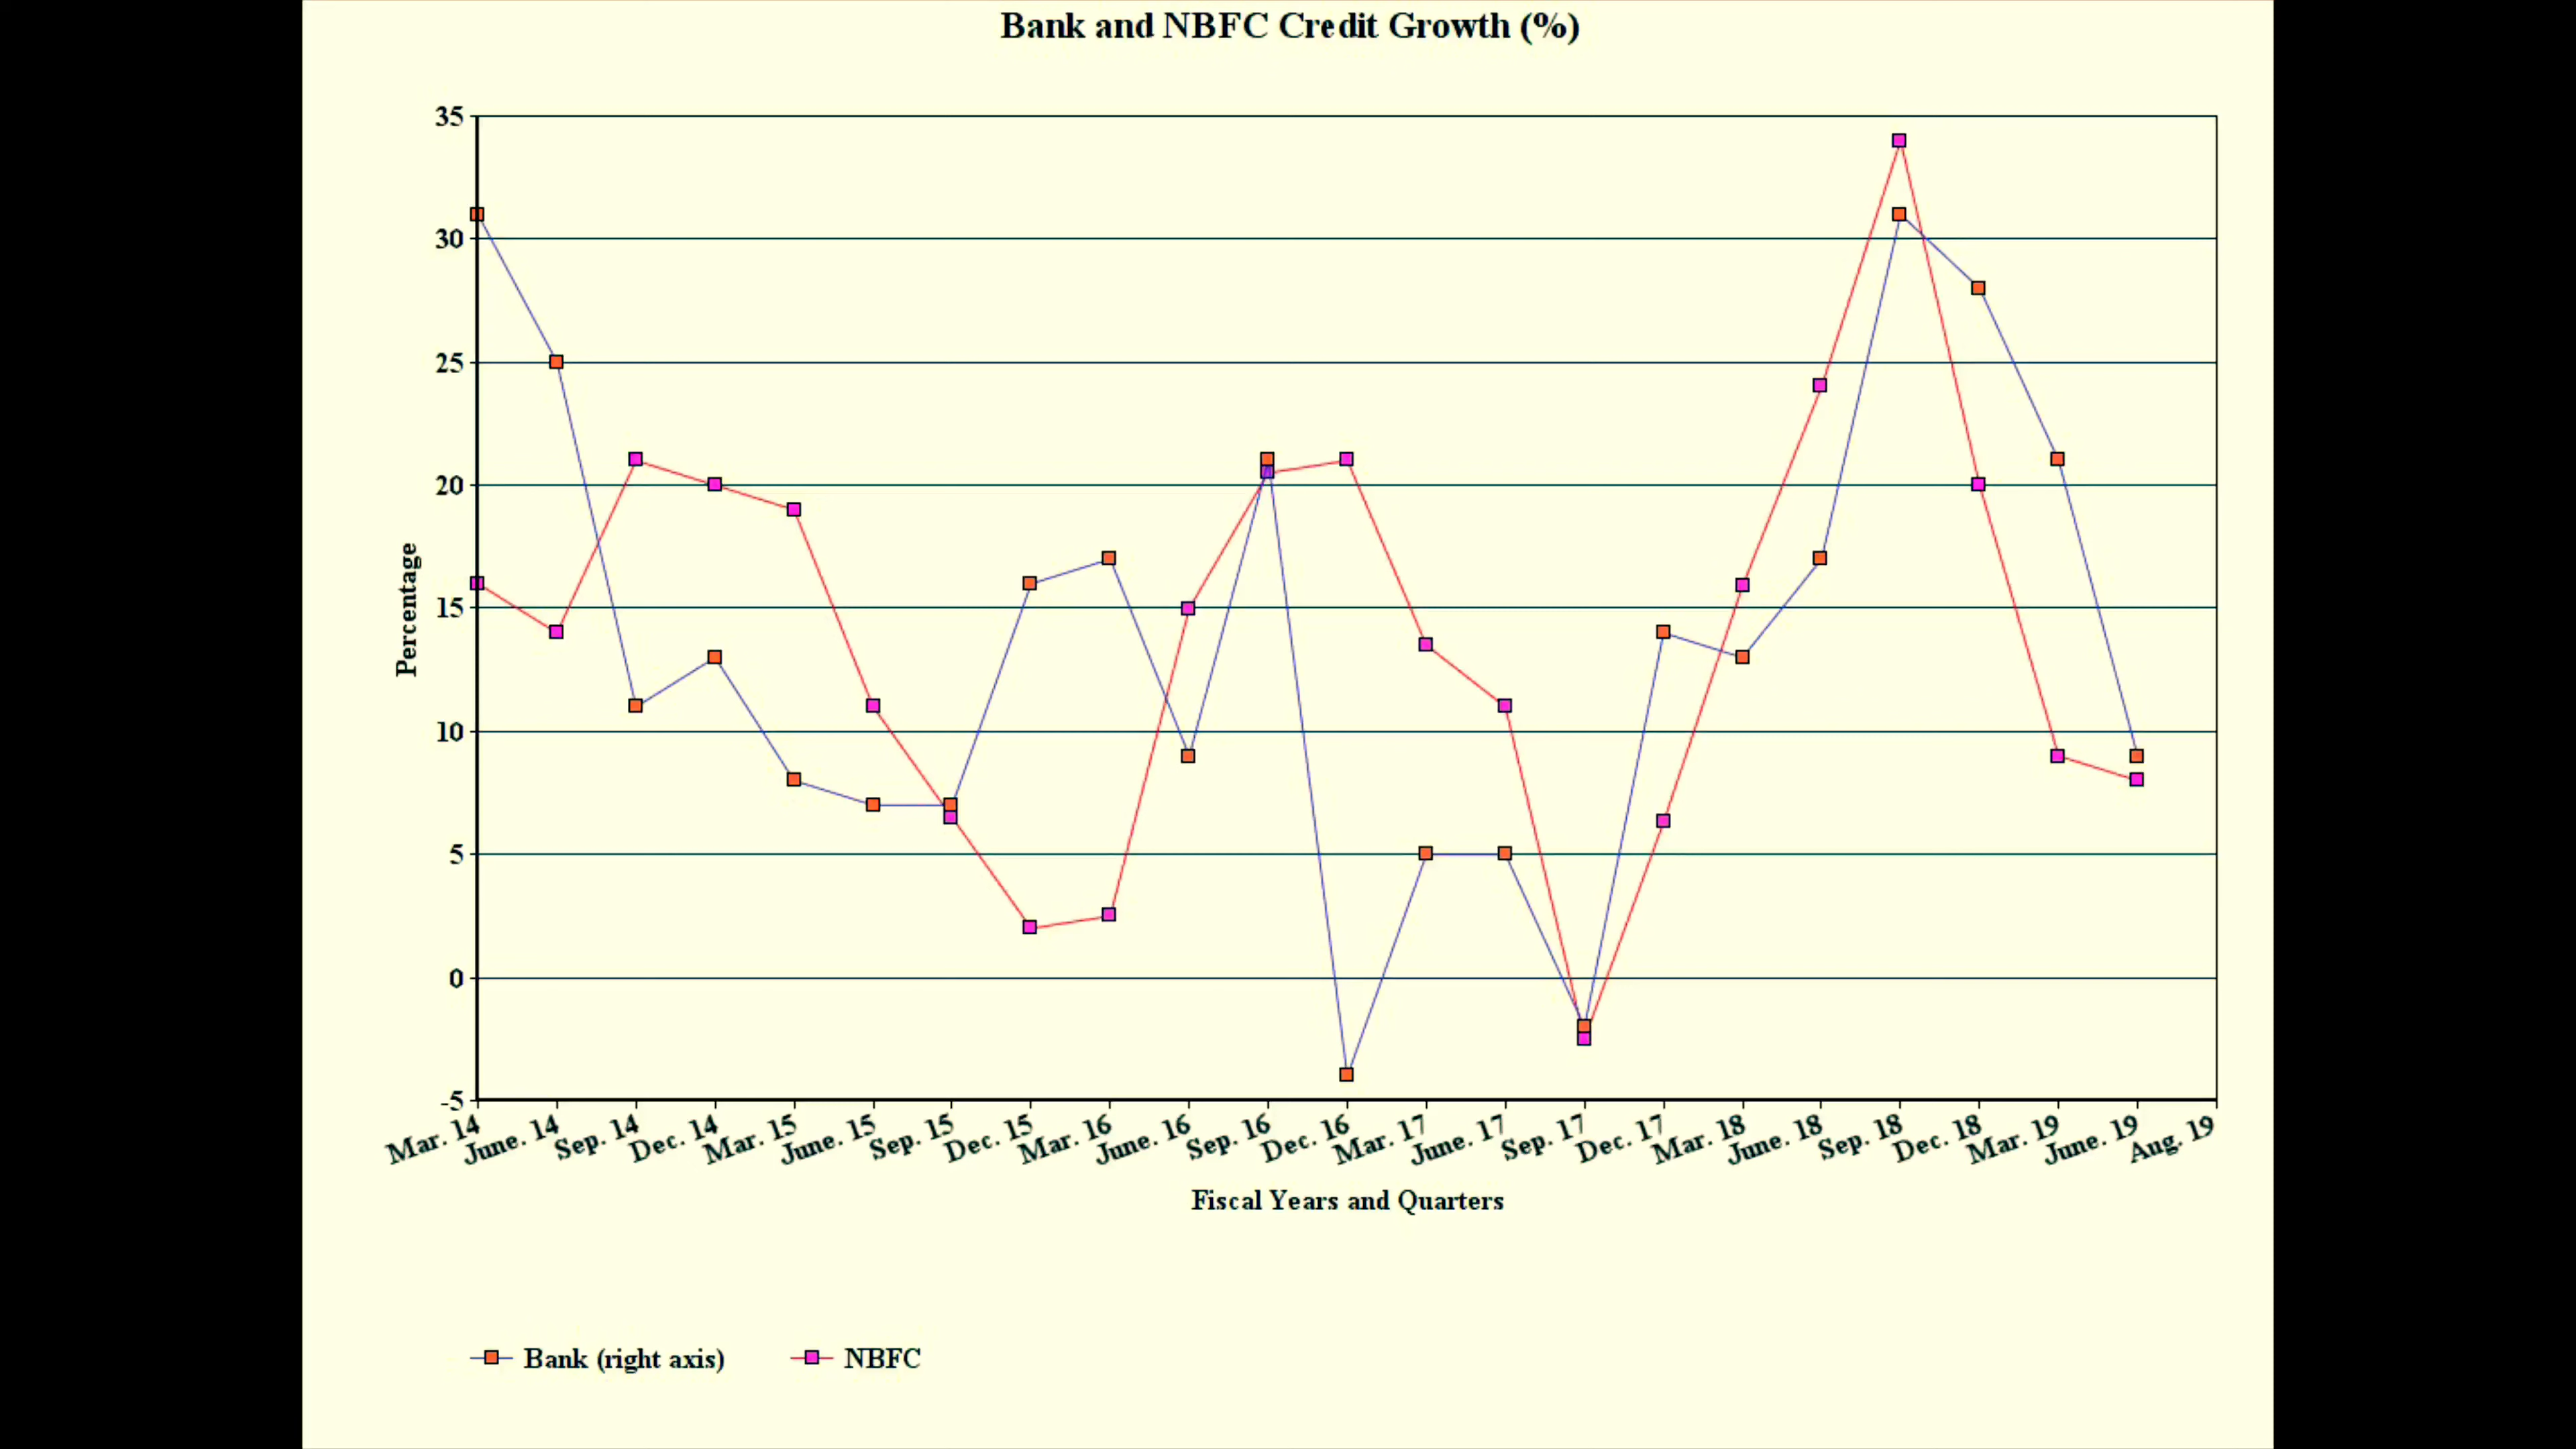 Bank and NBFC Credit Growth (%)
35
30
25
20
15
10
5
0
-5
Percentage
Mar. 14
June. 14
Sep. 14
Dec. 14
Mar. 15
June. 15
Sep. 15
Dec. 15
Mar. 16
June. 16
Sep. 16
Dec. 16
Mar. 17
June. 17
Sep. 17
Dec. 17
Mar. 18
June. 18
Sep. 18
Dec. 18
Mar. 19
June. 19
Aug. 19
Fiscal Years and Quarters
Bank (right axis)
NBFC